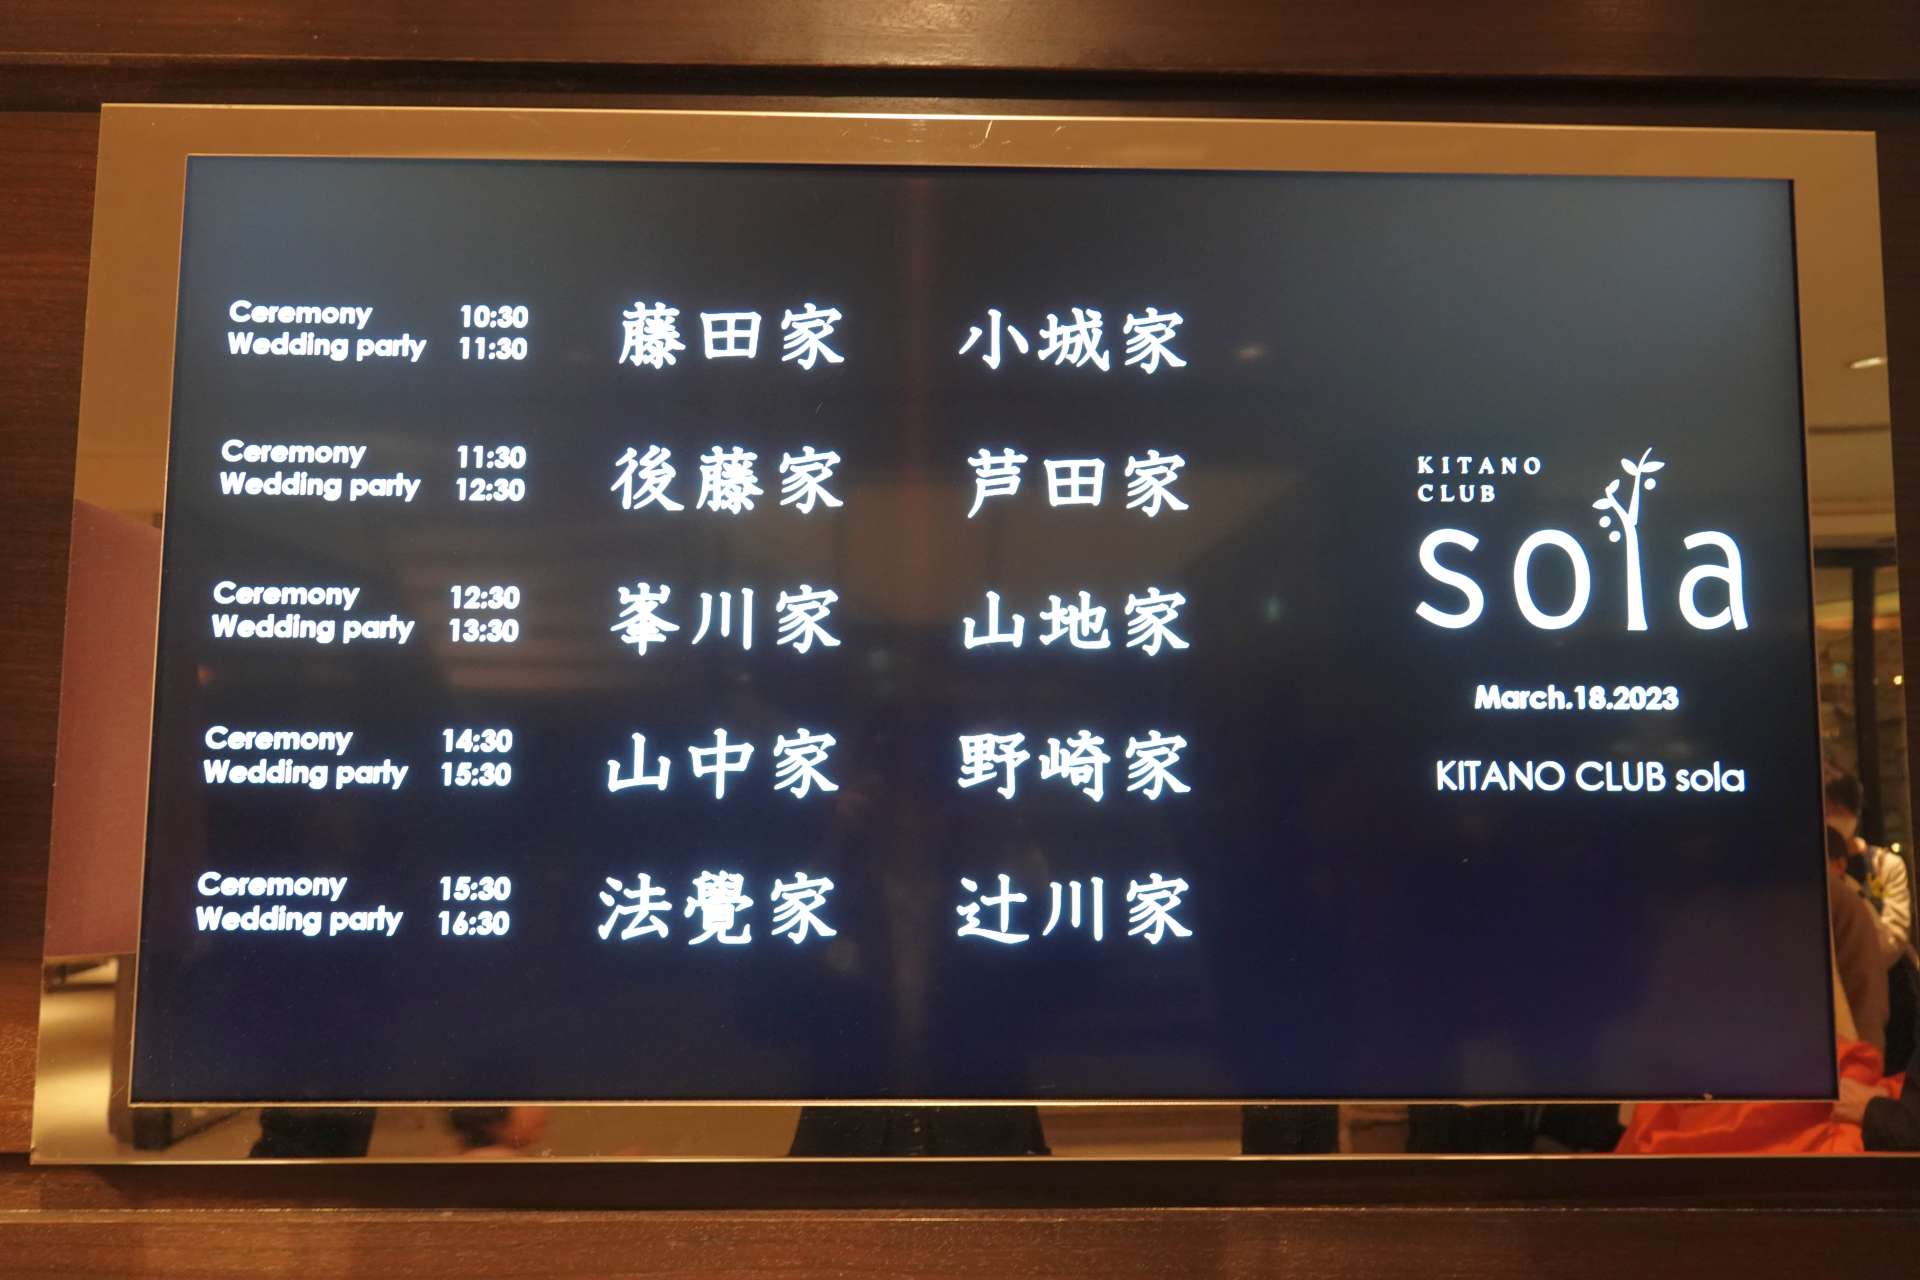 Ceremony 10:30 藤田家 小城家
Wedding party 11:30
Ceremony 11:30 後藤家 芦田家
Wedding party 12:30
Ceremony 12:30 峯川家 山地家
Wedding party 13:30
Ceremony 14:30 山中家 野崎家
Wedding party 15:30
Ceremony 15:30 法覺家 辻川家
Wedding party 16:30
KITANO
CLUB
sola
March.18.2023
KITANO CLUB sola